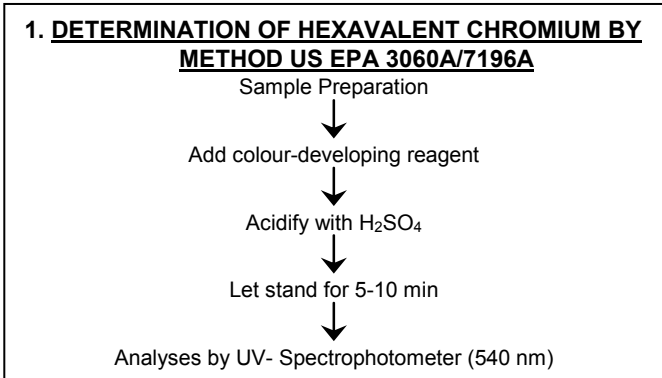 1. DETERMINATION OF HEXAVALENT CHROMIUM BY
METHOD US EPA 3060A/7196A
Sample Preparation
Add colour-developing reagent
Acidify with H₂SO₄
Let stand for 5-10 min
Analyses by UV- Spectrophotometer (540 nm)